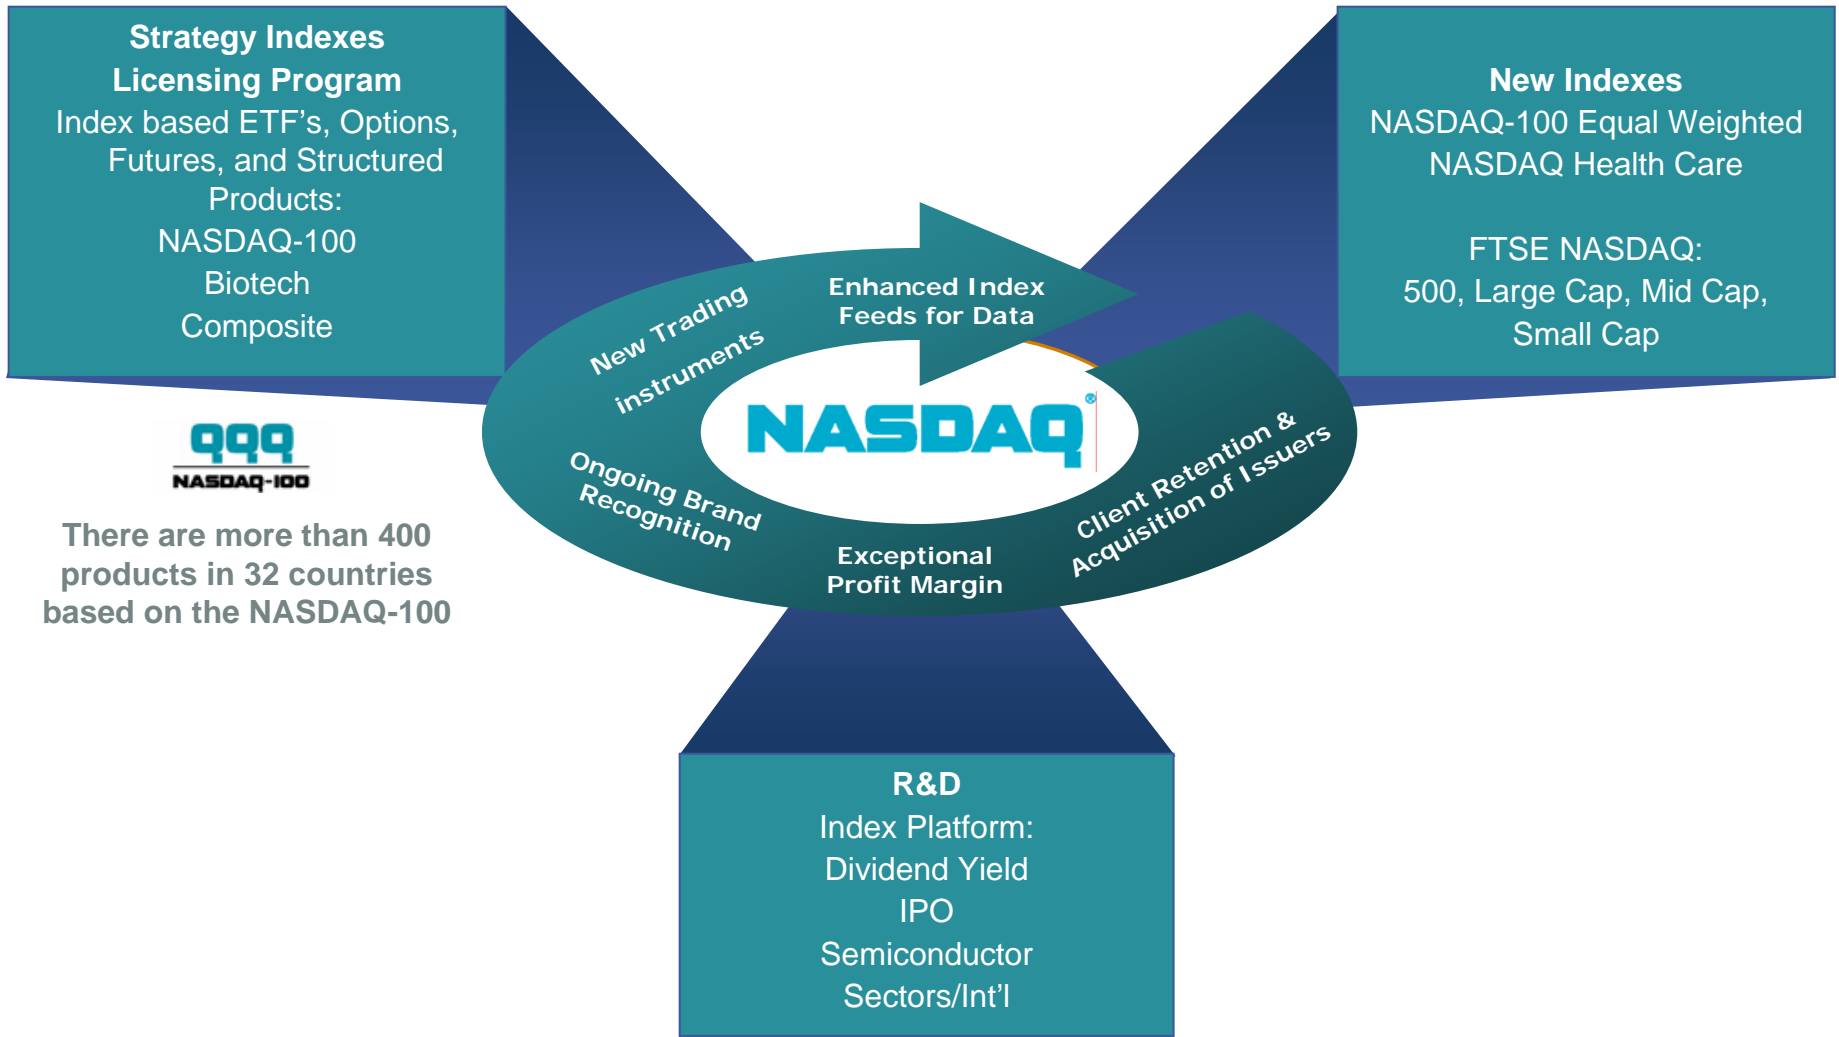 Strategy Indexes
Licensing Program
Index based ETF's, Options,
Futures, and Structured
Products:
NASDAQ-100
Biotech
Composite
New Indexes
NASDAQ-100 Equal Weighted
NASDAQ Health Care
FTSE NASDAQ:
500, Large Cap, Mid Cap,
Small Cap
Enhanced Index
Feeds for Data
New Trading
instruments
NASDAQ®
Ongoing Brand
Recognition
Exceptional
Profit Margin
Client Retention &
Acquisition of Issuers
QQQ
NASDAQ-100
There are more than 400
products in 32 countries
based on the NASDAQ-100
R&D
Index Platform:
Dividend Yield
IPO
Semiconductor
Sectors/Int'l